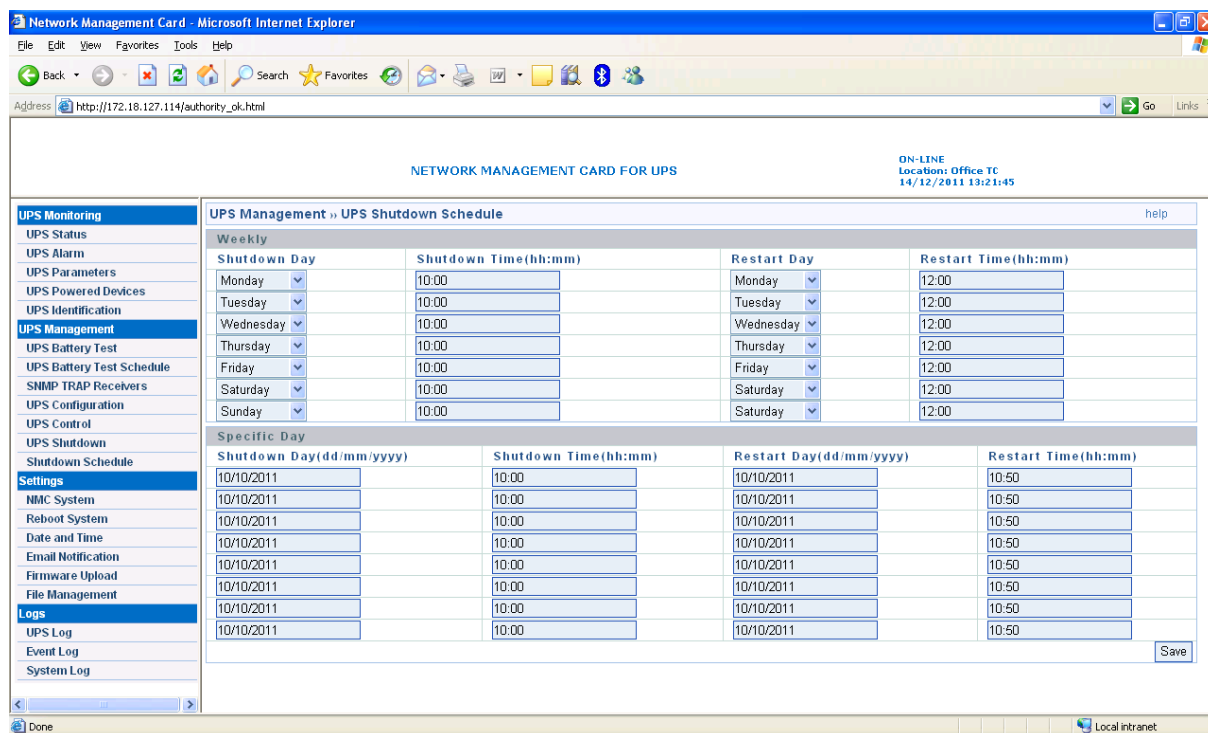 Network Management Card - Microsoft Internet Explorer
File Edit View Favorites Tools Help
Back Search Favorites
Address http://172.18.127.114/authority_ok.html Go Links
NETWORK MANAGEMENT CARD FOR UPS
ON-LINE
Location: Office TC
14/12/2011 13:21:45
UPS Monitoring
UPS Status
UPS Alarm
UPS Parameters
UPS Powered Devices
UPS Identification
UPS Management
UPS Battery Test
UPS Battery Test Schedule
SNMP TRAP Receivers
UPS Configuration
UPS Control
UPS Shutdown
Shutdown Schedule
Settings
NMC System
Reboot System
Date and Time
Email Notification
Firmware Upload
File Management
Logs
UPS Log
Event Log
System Log
UPS Management » UPS Shutdown Schedule help
Weekly
Shutdown Day Shutdown Time(hh:mm) Restart Day Restart Time(hh:mm)
Monday 10:00 Monday 12:00
Tuesday 10:00 Tuesday 12:00
Wednesday 10:00 Wednesday 12:00
Thursday 10:00 Thursday 12:00
Friday 10:00 Friday 12:00
Saturday 10:00 Saturday 12:00
Sunday 10:00 Saturday 12:00
Specific Day
Shutdown Day(dd/mm/yyyy) Shutdown Time(hh:mm) Restart Day(dd/mm/yyyy) Restart Time(hh:mm)
10/10/2011 10:00 10/10/2011 10:50
10/10/2011 10:00 10/10/2011 10:50
10/10/2011 10:00 10/10/2011 10:50
10/10/2011 10:00 10/10/2011 10:50
10/10/2011 10:00 10/10/2011 10:50
10/10/2011 10:00 10/10/2011 10:50
10/10/2011 10:00 10/10/2011 10:50
10/10/2011 10:00 10/10/2011 10:50
Save
Done Local intranet